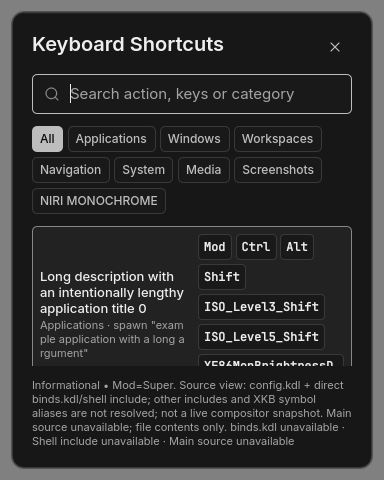 Keyboard Shortcuts
Search action, keys or category
All Applications Windows Workspaces
Navigation System Media Screenshots
NIRI MONOCHROME
Mod Ctrl Alt
Shift
Long description with
an intentionally lengthy
application title 0
ISO_Level3_Shift
Applications · spawn "exam
ple application with a long a
rgument"
ISO_Level5_Shift
XF86MonBrightnessD
Informational • Mod=Super. Source view: config.kdl + direct
binds.kdl/shell include; other includes and XKB symbol
aliases are not resolved; not a live compositor snapshot. Main
source unavailable; file contents only. binds.kdl unavailable ·
Shell include unavailable · Main source unavailable